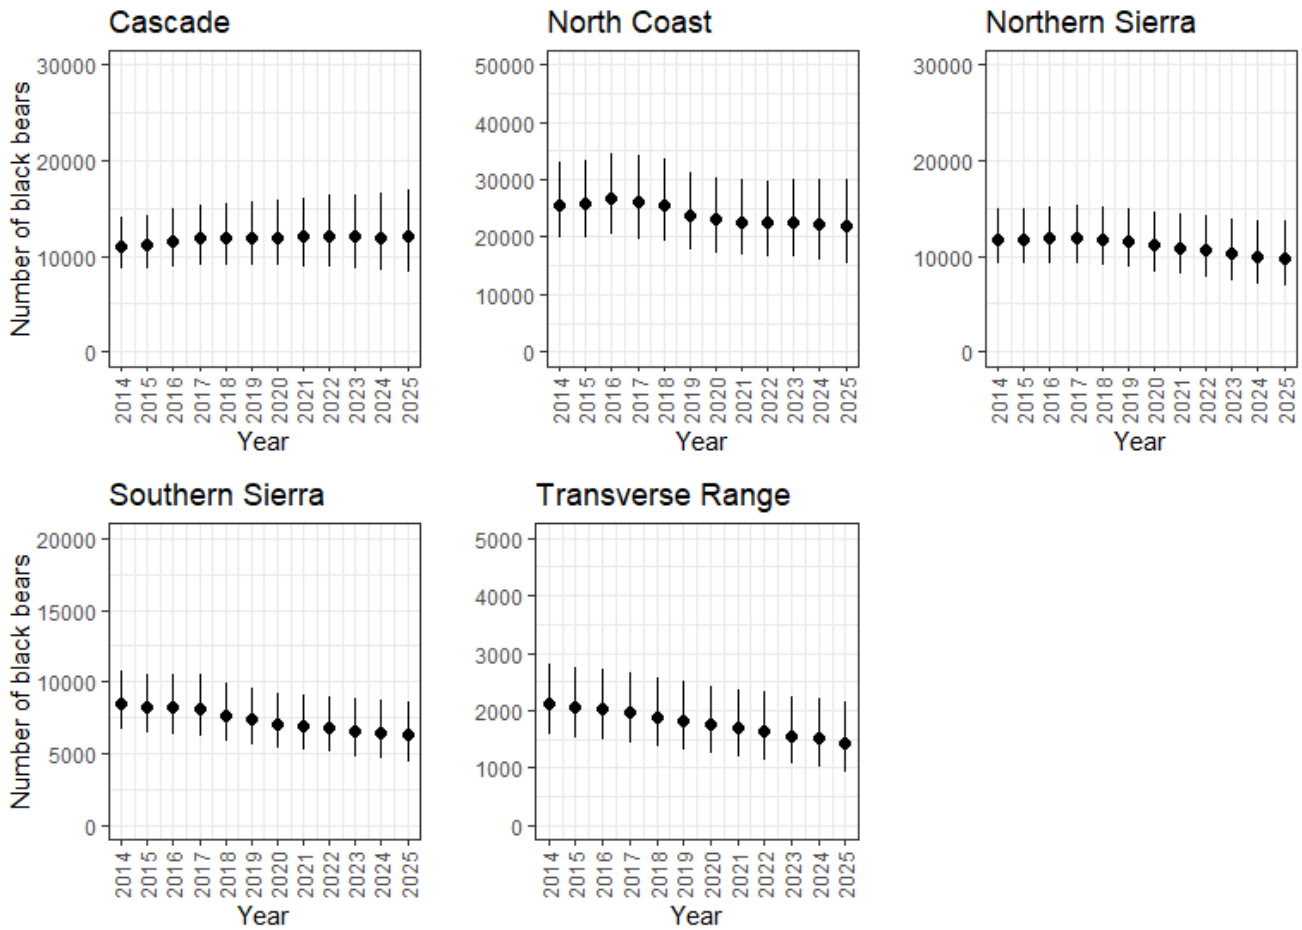 Cascade
North Coast
Northern Sierra
Number of black bears
30000
20000
10000
0
2014 2015 2016 2017 2018 2019 2020 2021 2022 2023 2024 2025
Year
50000
40000
30000
20000
10000
0
2014 2015 2016 2017 2018 2019 2020 2021 2022 2023 2024 2025
Year
30000
20000
10000
0
2014 2015 2016 2017 2018 2019 2020 2021 2022 2023 2024 2025
Year
Southern Sierra
Transverse Range
Number of black bears
20000
15000
10000
5000
0
2014 2015 2016 2017 2018 2019 2020 2021 2022 2023 2024 2025
Year
5000
4000
3000
2000
1000
0
2014 2015 2016 2017 2018 2019 2020 2021 2022 2023 2024 2025
Year